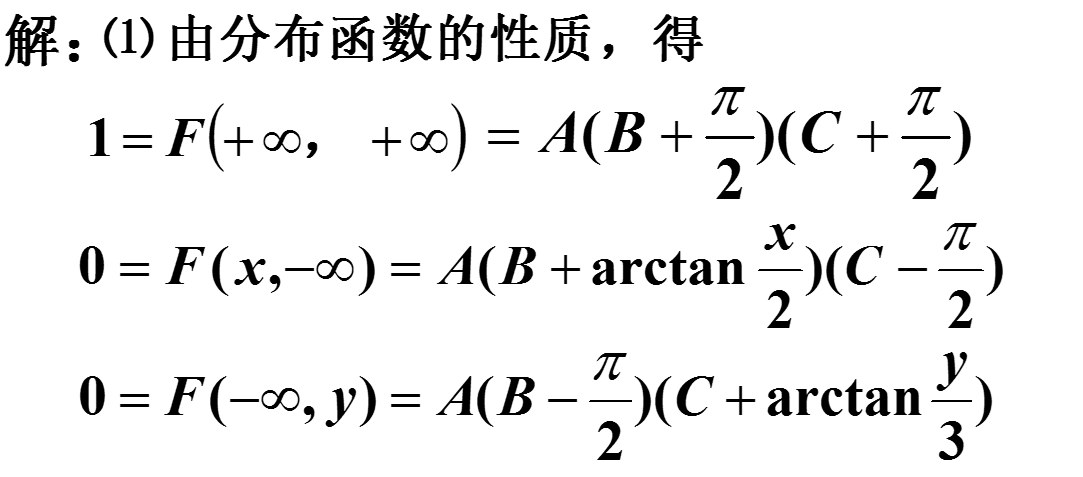 解：(1) 由分布函数的性质，得
1 = F(+∞， +∞) = A(B + π/2)(C + π/2)
0 = F(x,−∞) = A(B + arctan x/2)(C − π/2)
0 = F(−∞, y) = A(B − π/2)(C + arctan y/3)